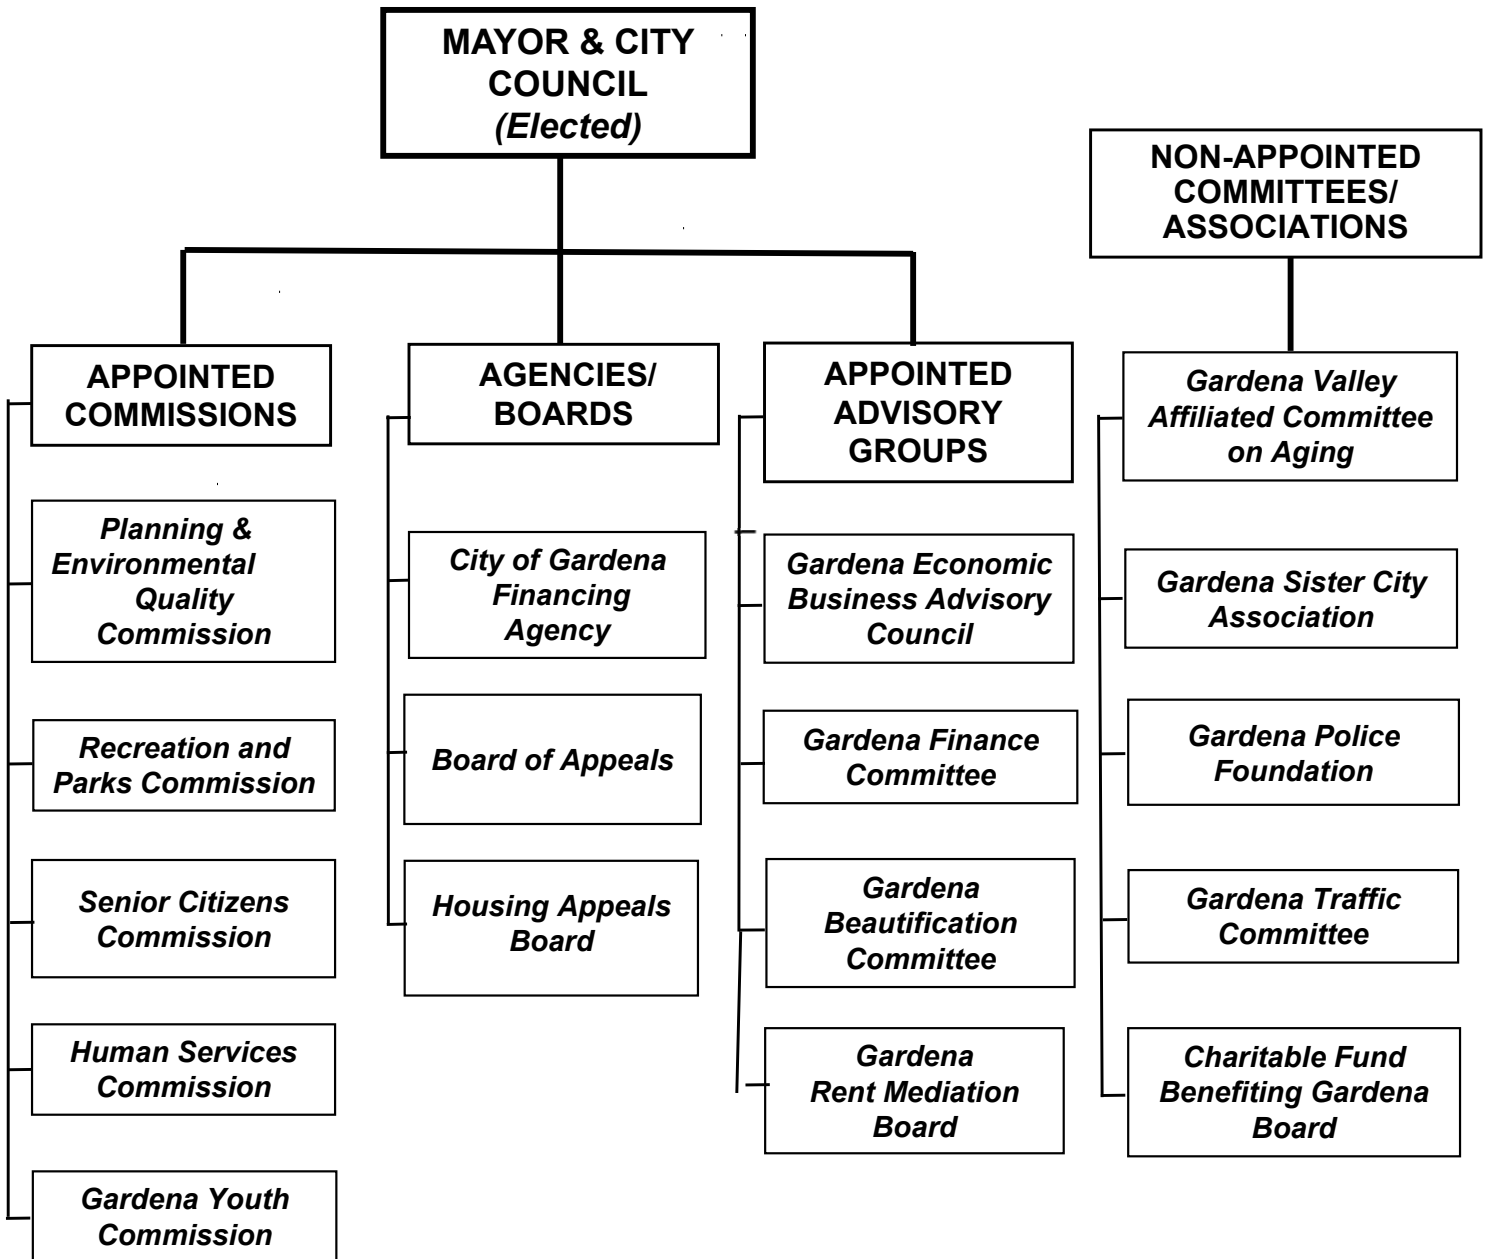 MAYOR & CITY
COUNCIL
(Elected)
NON-APPOINTED
COMMITTEES/
ASSOCIATIONS
APPOINTED
COMMISSIONS
Planning &
Environmental
Quality
Commission
Recreation and
Parks Commission
Senior Citizens
Commission
Human Services
Commission
Gardena Youth
Commission
AGENCIES/
BOARDS
City of Gardena
Financing
Agency
Board of Appeals
Housing Appeals
Board
APPOINTED
ADVISORY
GROUPS
Gardena Economic
Business Advisory
Council
Gardena Finance
Committee
Gardena
Beautification
Committee
Gardena
Rent Mediation
Board
Gardena Valley
Affiliated Committee
on Aging
Gardena Sister City
Association
Gardena Police
Foundation
Gardena Traffic
Committee
Charitable Fund
Benefiting Gardena
Board